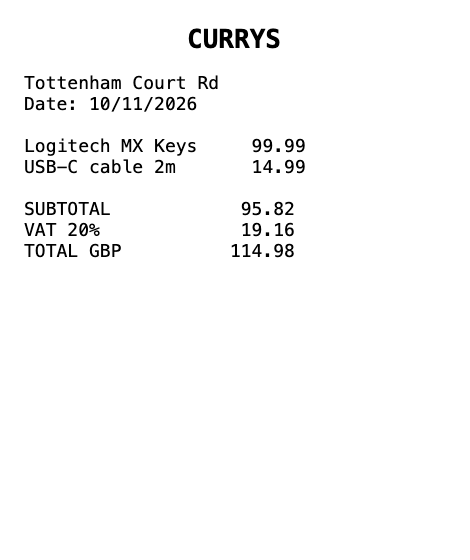 CURRYS
Tottenham Court Rd
Date: 10/11/2026
Logitech MX Keys 99.99
USB-C cable 2m 14.99
SUBTOTAL 95.82
VAT 20% 19.16
TOTAL GBP 114.98